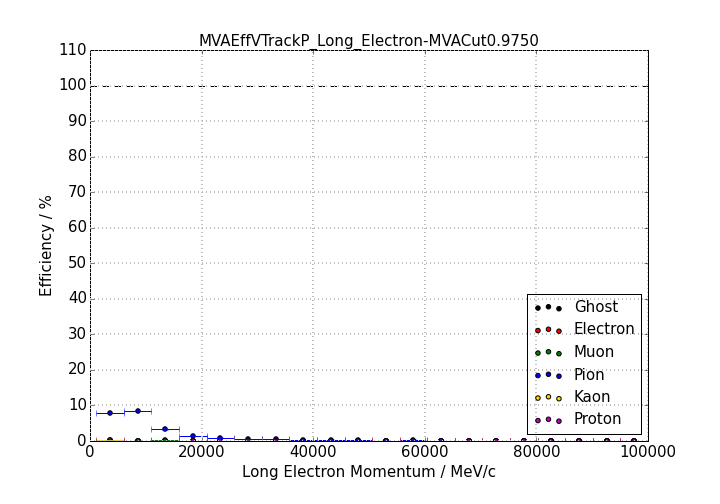 MVAEffVTrackP_Long_Electron-MVACut0.9750
110
100
90
80
70
60
50
40
30
20
10
0
Efficiency / %
Ghost
Electron
Muon
Pion
Kaon
Proton
0 20000 40000 60000 80000 100000
Long Electron Momentum / MeV/c